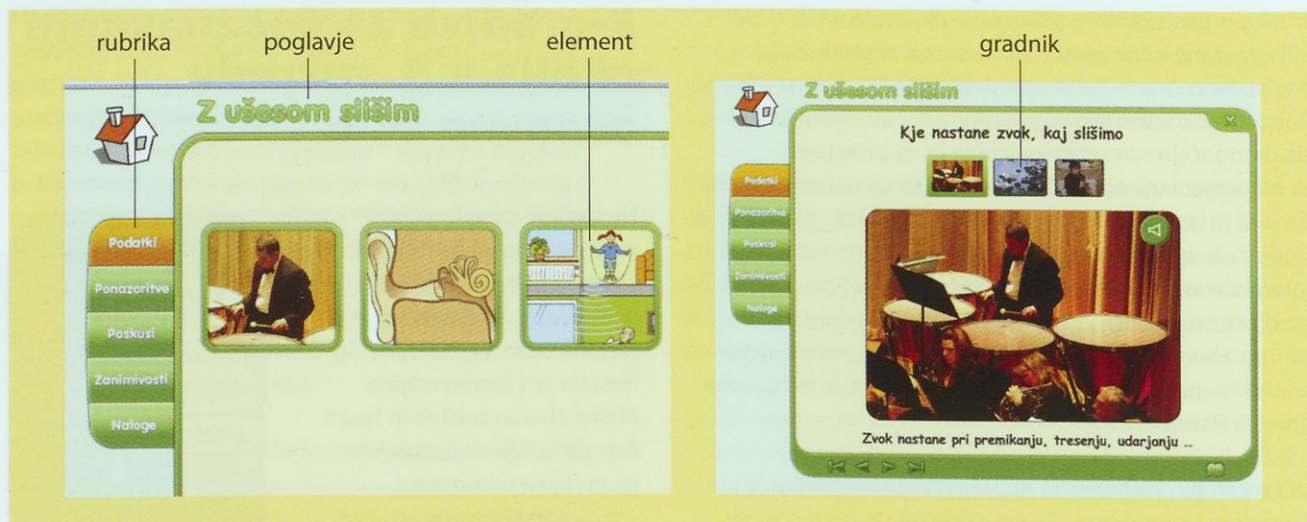 rubrika
poglavje
element
gradnik
Z ušesom slišim
Podatki
Ponazoritve
Poskusi
Zanimivosti
Naloge
Z ušesom slišim
Kje nastane zvok, kaj slišimo
Podatki
Ponazoritve
Poskusi
Zanimivosti
Naloge
Zvok nastane pri premikanju, tresenju, udarjanju ...